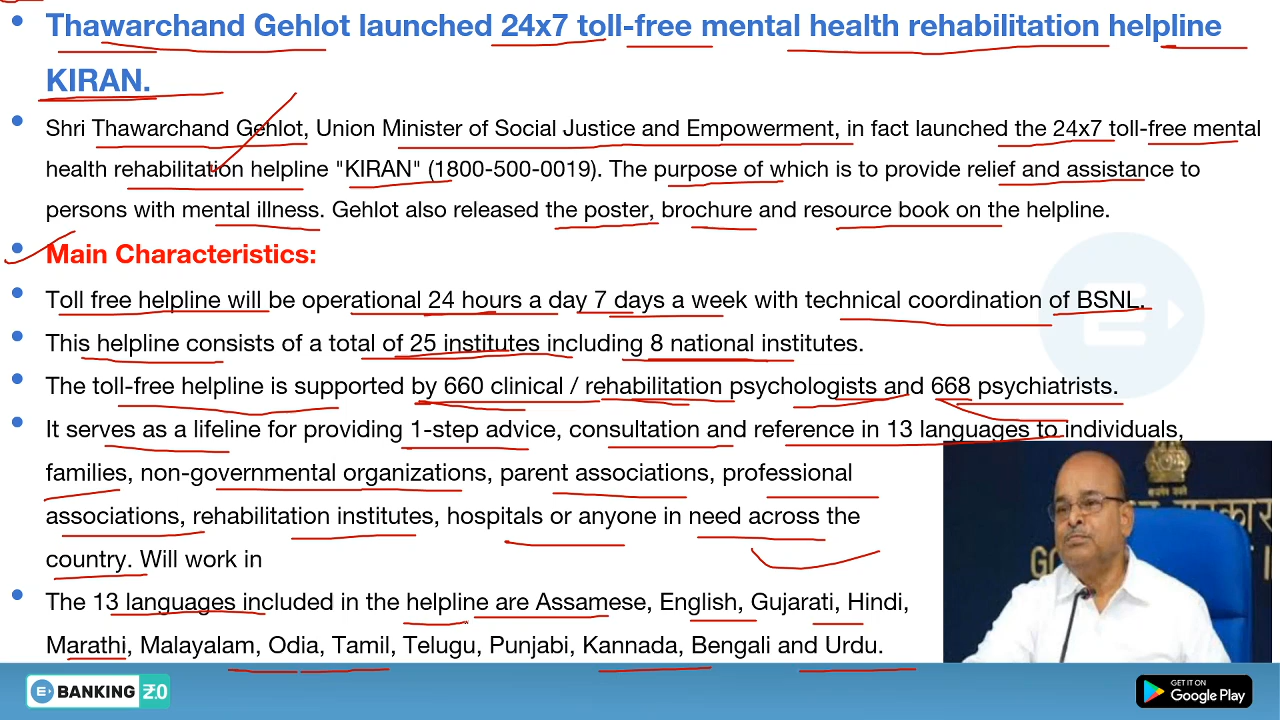 Thawarchand Gehlot launched 24x7 toll-free mental health rehabilitation helpline
KIRAN.
Shri Thawarchand Gehlot, Union Minister of Social Justice and Empowerment, in fact launched the 24x7 toll-free mental
health rehabilitation helpline "KIRAN" (1800-500-0019). The purpose of which is to provide relief and assistance to
persons with mental illness. Gehlot also released the poster, brochure and resource book on the helpline.
Main Characteristics:
Toll free helpline will be operational 24 hours a day 7 days a week with technical coordination of BSNL.
This helpline consists of a total of 25 institutes including 8 national institutes.
The toll-free helpline is supported by 660 clinical / rehabilitation psychologists and 668 psychiatrists.
It serves as a lifeline for providing 1-step advice, consultation and reference in 13 languages to individuals,
families, non-governmental organizations, parent associations, professional
associations, rehabilitation institutes, hospitals or anyone in need across the
country. Will work in
The 13 languages included in the helpline are Assamese, English, Gujarati, Hindi,
Marathi, Malayalam, Odia, Tamil, Telugu, Punjabi, Kannada, Bengali and Urdu.
E BANKING 2.0
GET IT ON
Google Play